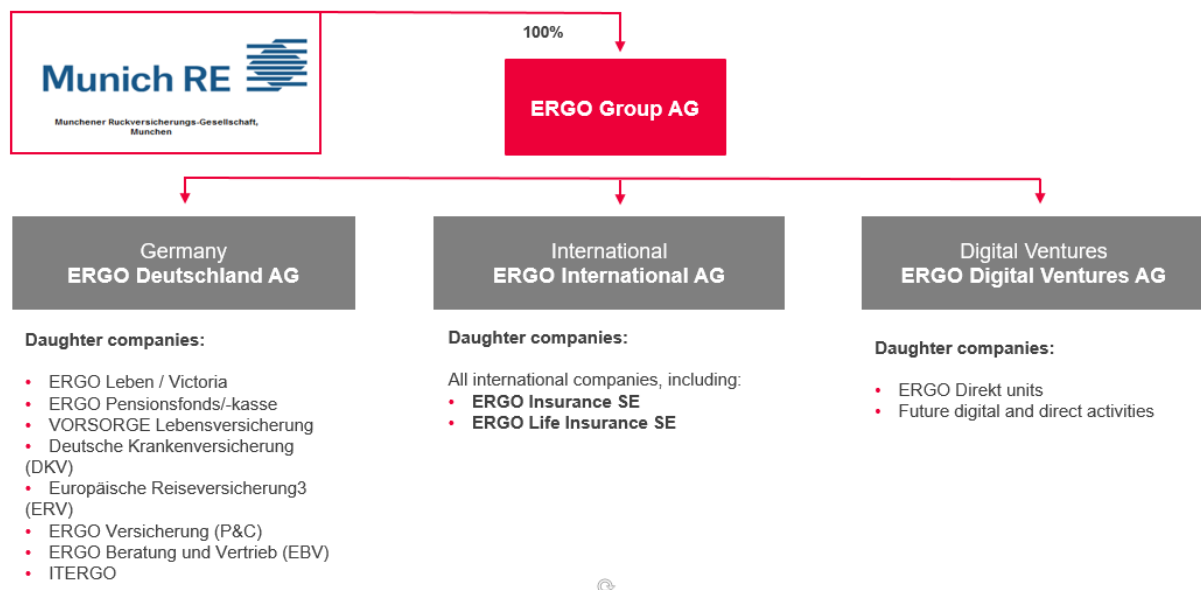 100%
Munich RE
Munchener Ruckversicherungs-Gesellschaft,
Munchen
ERGO Group AG
Germany
ERGO Deutschland AG
Daughter companies:
• ERGO Leben / Victoria
• ERGO Pensionsfonds/-kasse
• VORSORGE Lebensversicherung
• Deutsche Krankenversicherung
(DKV)
• Europäische Reiseversicherung3
(ERV)
• ERGO Versicherung (P&C)
• ERGO Beratung und Vertrieb (EBV)
• ITERGO
International
ERGO International AG
Daughter companies:
All international companies, including:
• ERGO Insurance SE
• ERGO Life Insurance SE
Digital Ventures
ERGO Digital Ventures AG
Daughter companies:
• ERGO Direkt units
• Future digital and direct activities